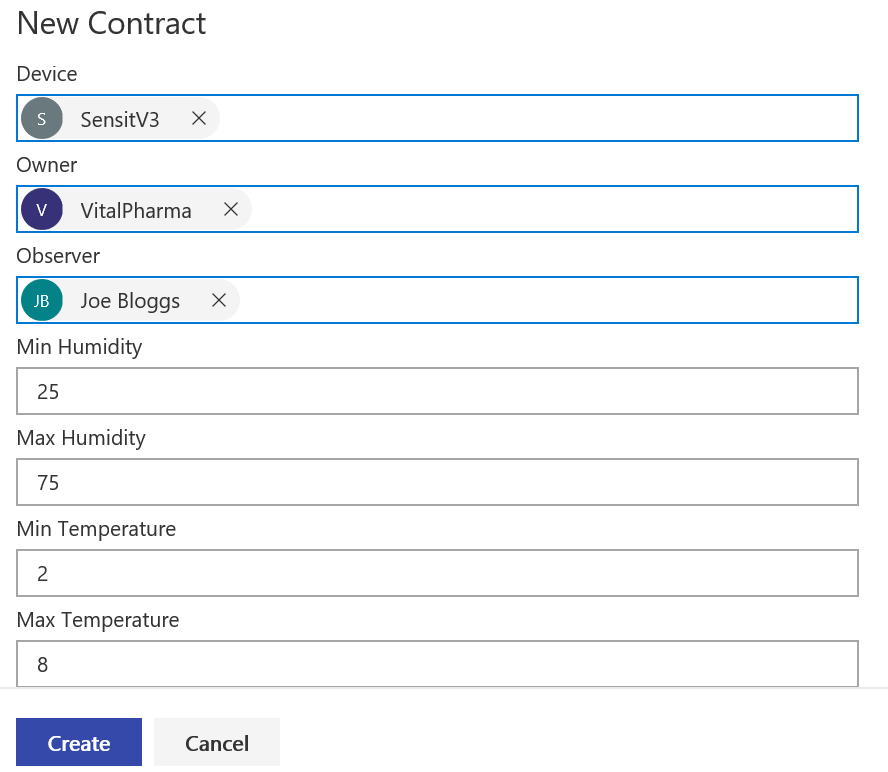 New Contract
Device
S SensitV3
Owner
V VitalPharma
Observer
JB Joe Bloggs
Min Humidity
25
Max Humidity
75
Min Temperature
2
Max Temperature
8
Create Cancel